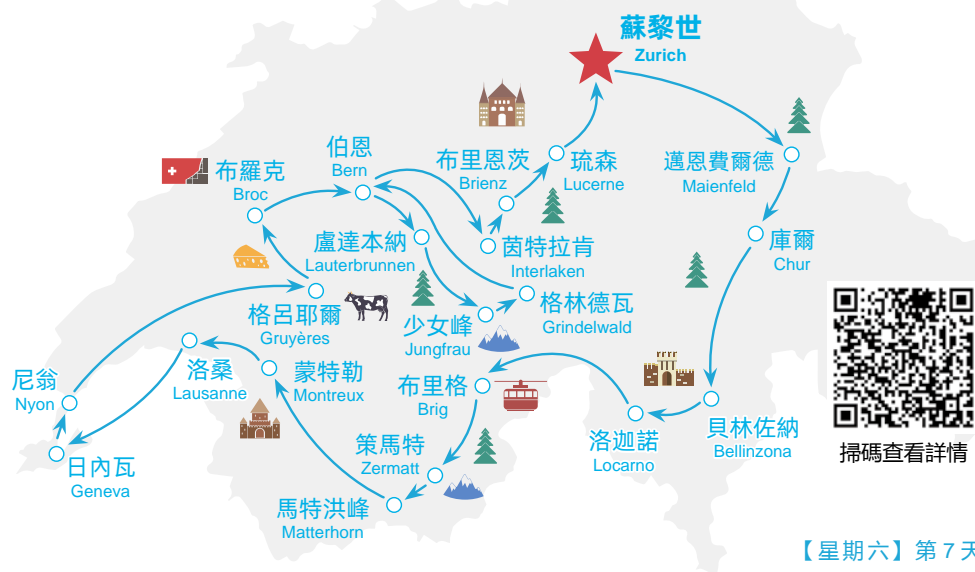 蘇黎世
Zurich
伯恩
Bern
布里恩茨
Brienz
琉森
Lucerne
邁恩費爾德
Maienfeld
布羅克
Broc
盧達本納
Lauterbrunnen
茵特拉肯
Interlaken
庫爾
Chur
格呂耶爾
Gruyères
少女峰
Jungfrau
格林德瓦
Grindelwald
尼翁
Nyon
洛桑
Lausanne
蒙特勒
Montreux
布里格
Brig
洛迦諾
Locarno
貝林佐納
Bellinzona
掃碼查看詳情
日內瓦
Geneva
策馬特
Zermatt
馬特洪峰
Matterhorn
【星期六】第7天